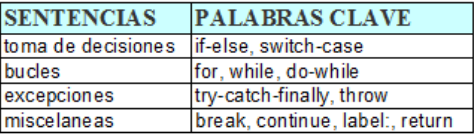 SENTENCIAS PALABRAS CLAVE
toma de decisiones if-else, switch-case
bucles for, while, do-while
excepciones try-catch-finally, throw
miscelaneas break, continue, label:, return